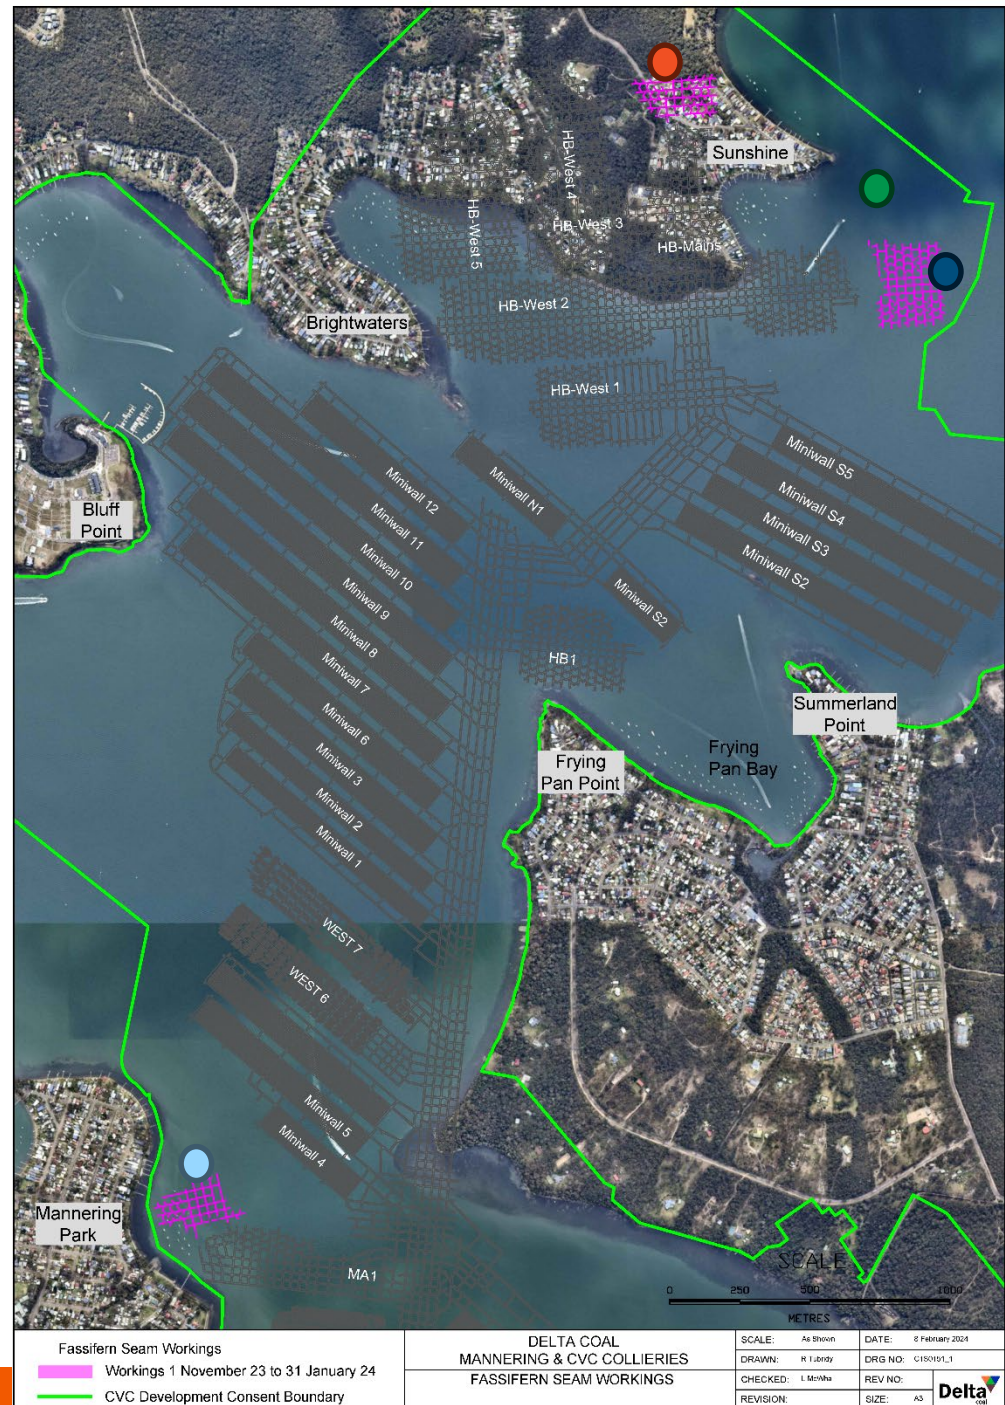 Sunshine
HB-West 4
HB-West 3
HB-West 5
HB-Mains
HB-West 2
Brightwaters
HB-West 1
Miniwall S5
Miniwall 12
Miniwall N1
Miniwall S4
Bluff
Point
Miniwall 11
Miniwall S3
Miniwall 10
Miniwall S2
Miniwall 9
Miniwall S2
Miniwall 8
HB1
Miniwall 7
Miniwall 6
Summerland
Point
Frying
Pan Point
Frying
Pan Bay
Miniwall 3
Miniwall 2
Miniwall 1
WEST 7
WEST 6
Miniwall 5
Miniwall 4
Mannering
Park
MA1
SCALE
0 250 500 1000
METRES
Fassifern Seam Workings
Workings 1 November 23 to 31 January 24
CVC Development Consent Boundary
DELTA COAL
MANNERING & CVC COLLIERIES
FASSIFERN SEAM WORKINGS
SCALE: As Shown
DATE: 8 February 2024
DRAWN:
DRG NO:
CHECKED:
REV NO:
REVISION:
SIZE: A3
Delta
coal